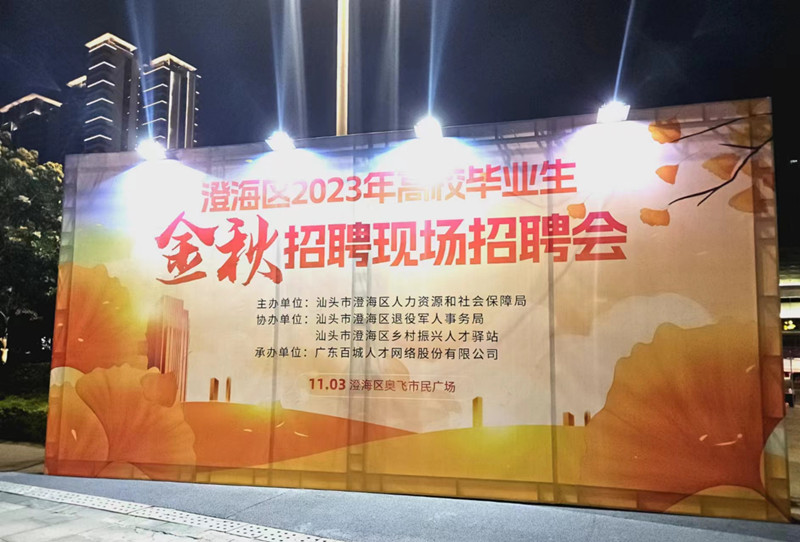 澄海区2023年高校毕业生
金秋招聘现场招聘会
主办单位：汕头市澄海区人力资源和社会保障局
协办单位：汕头市澄海区退役军人事务局
汕头市澄海区乡村振兴人才驿站
承办单位：广东百城人才网络股份有限公司
11.03 澄海区奥飞市民广场